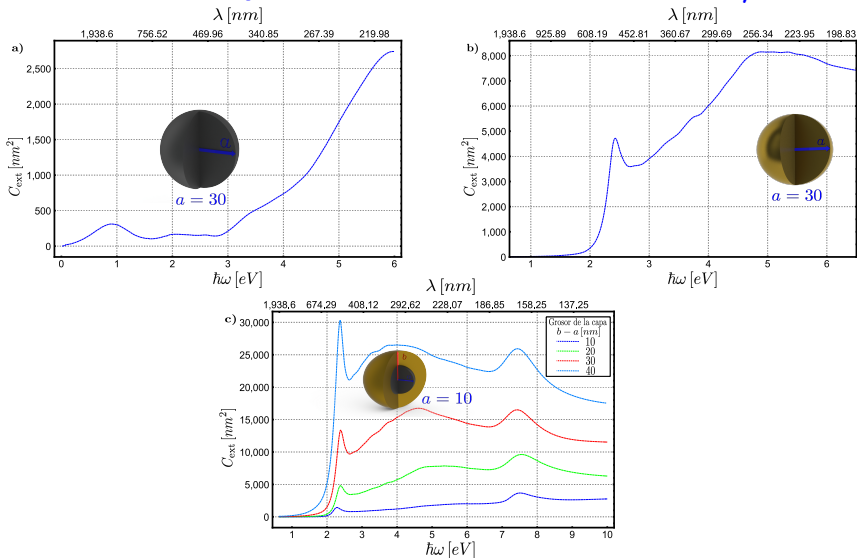 λ [nm]
1,938.6 756.52 469.96 340.85 267.39 219.98
a)
2,500
2,000
1,500
1,000
500
0
C_ext [nm²]
a
a = 30
0 1 2 3 4 5 6
ħω [eV]
λ [nm]
1,938.6 925.89 608.19 452.81 360.67 299.69 256.34 223.95 198.83
b)
8,000
7,000
6,000
5,000
4,000
3,000
2,000
1,000
0
C_ext [nm²]
a = 30
1 2 3 4 5 6
ħω [eV]
λ [nm]
1,938,6 674,29 408,12 292,62 228,07 186,85 158,25 137,25
c)
30,000
25,000
20,000
15,000
10,000
5,000
0
C_ext [nm²]
b
a = 10
Grosor de la capa
b − a [nm]
10
20
30
40
1 2 3 4 5 6 7 8 9 10
ħω [eV]